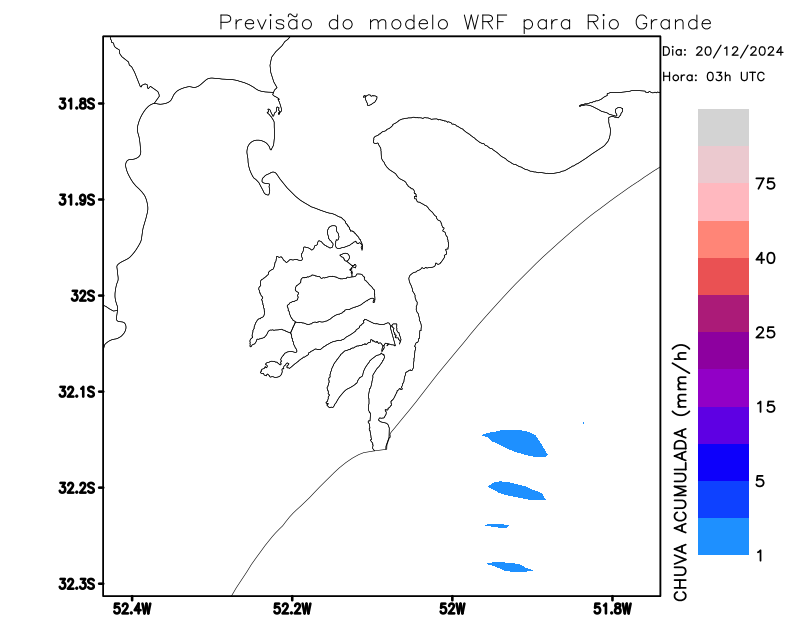 Previsão do modelo WRF para Rio Grande
Dia: 20/12/2024
Hora: 03h UTC
31.8S
31.9S
32S
32.1S
32.2S
32.3S
52.4W
52.2W
52W
51.8W
75
40
25
15
5
1
CHUVA ACUMULADA (mm/h)